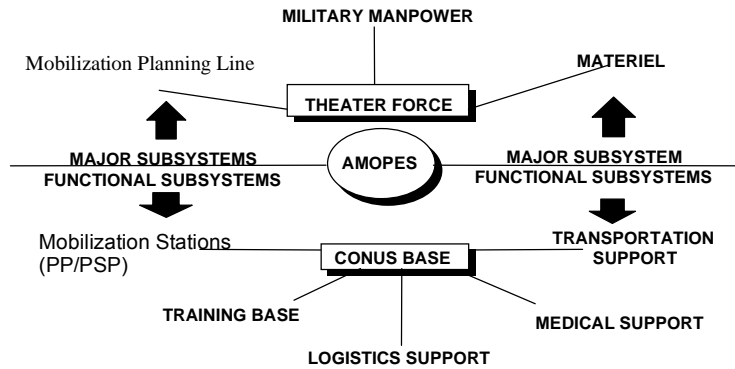 MILITARY MANPOWER
Mobilization Planning Line
MATERIEL
THEATER FORCE
MAJOR SUBSYSTEMS
FUNCTIONAL SUBSYSTEMS
AMOPES
MAJOR SUBSYSTEM
FUNCTIONAL SUBSYSTEMS
Mobilization Stations
(PP/PSP)
CONUS BASE
TRANSPORTATION
SUPPORT
TRAINING BASE
MEDICAL SUPPORT
LOGISTICS SUPPORT